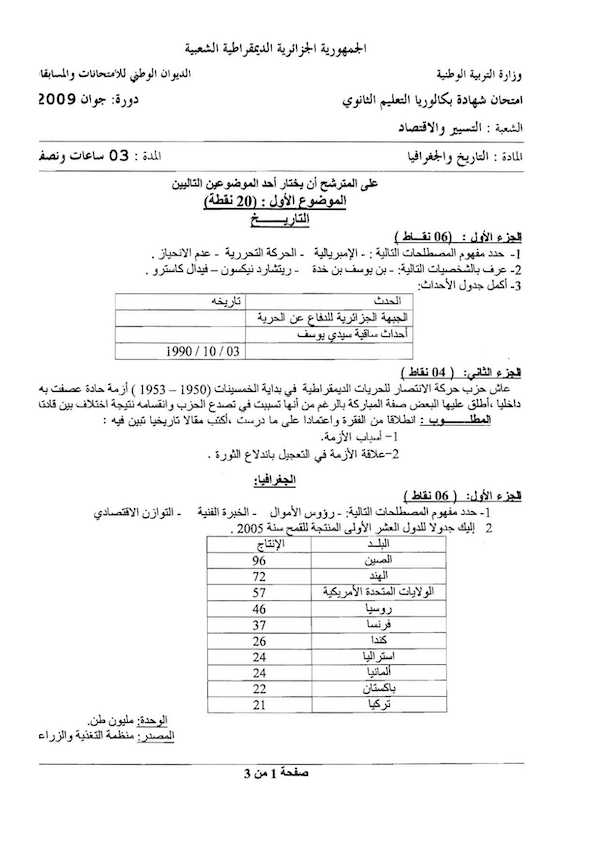 الجمهورية الجزائرية الديمقراطية الشعبية
وزارة التربية الوطنية الديوان الوطني للامتحانات والمسابقا
امتحان شهادة بكالوريا التعليم الثانوي دورة: جوان 2009
الشعبة : التسيير والاقتصاد
المادة : التاريخ والجغرافيا المدة : 03 ساعات ونصف
على المترشح أن يختار أحد الموضوعين التاليين
الموضوع الأول : (20 نقطة)
التاريـــــخ
الجزء الأول : (06 نقـــاط )
1- حدد مفهوم المصطلحات التالية : - الإمبريالية - الحركة التحررية - عدم الانحياز .
2- عرف بالشخصيات التالية: - بن يوسف بن خدة - ريتشارد نيكسون – فيدال كاسترو .
3- أكمل جدول الأحداث:
الحدث تاريخه
الجبهة الجزائرية للدفاع عن الحرية
أحداث ساقية سيدي يوسف
1990 / 10 / 03
الجزء الثاني: ( 04 نقاط )
عاش حزب حركة الانتصار للحريات الديمقراطية في بداية الخمسينات (1950 – 1953 ) أزمة حادة عصفت به
داخليا ،أطلق عليها البعض صفة المباركة بالرغم من أنها تسببت في تصدع الحزب وانقسامه نتيجة اختلاف بين قادتا
المطلـــــوب : انطلاقا من الفقرة واعتمادا على ما درست ،أكتب مقالا تاريخيا تبين فيه :
1- أسباب الأزمة.
2-علاقة الأزمة في التعجيل باندلاع الثورة .
الجغرافيا:
الجزء الأول: ( 06 نقاط )
1- حدد مفهوم المصطلحات التالية: - رؤوس الأموال - الخبرة الفنية - التوازن الاقتصادي
2 إليك جدولا للدول العشر الأولى المنتجة للقمح سنة 2005 .
البلـد الإنتاج
الصين 96
الهند 72
الولايات المتحدة الأمريكية 57
روسيا 46
فرنسا 37
كندا 26
استراليا 24
ألمانيا 24
باكستان 22
تركيا 21
الوحدة: مليون طن.
المصدر: منظمة التغذية والزراء
صفحة 1 من 3